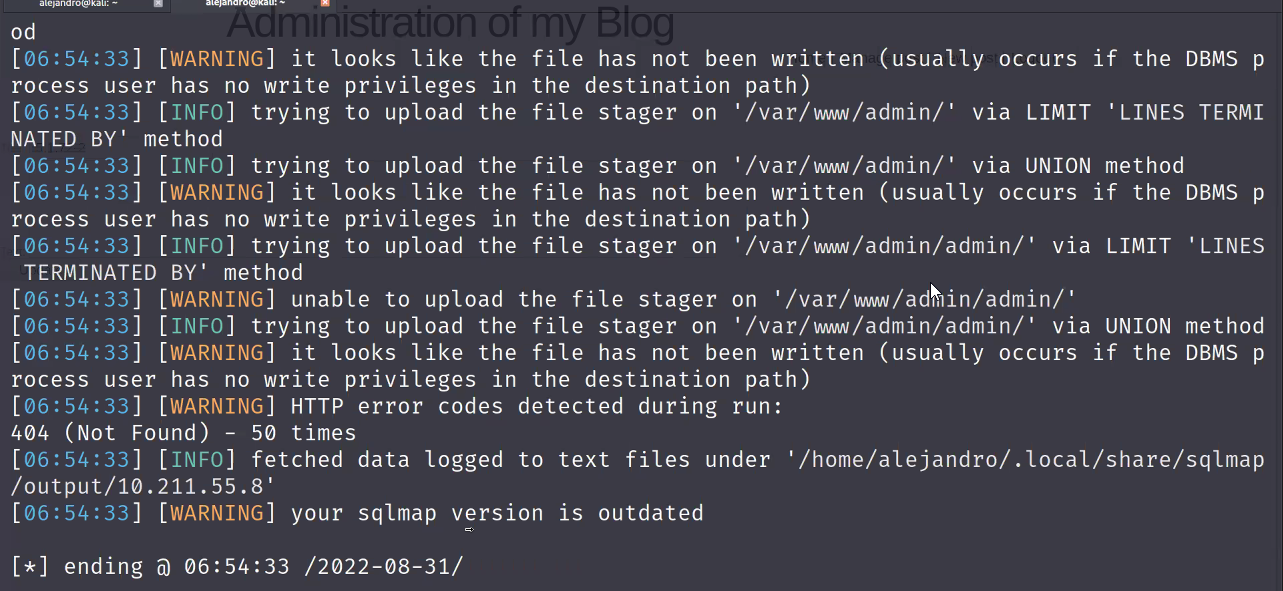 alejandro@kali: ~
alejandro@kali: ~
Administration of my Blog
od
[06:54:33] [WARNING] it looks like the file has not been written (usually occurs if the DBMS p
rocess user has no write privileges in the destination path)
[06:54:33] [INFO] trying to upload the file stager on '/var/www/admin/' via LIMIT 'LINES TERMI
NATED BY' method
[06:54:33] [INFO] trying to upload the file stager on '/var/www/admin/' via UNION method
[06:54:33] [WARNING] it looks like the file has not been written (usually occurs if the DBMS p
rocess user has no write privileges in the destination path)
[06:54:33] [INFO] trying to upload the file stager on '/var/www/admin/admin/' via LIMIT 'LINES
TERMINATED BY' method
[06:54:33] [WARNING] unable to upload the file stager on '/var/www/admin/admin/'
[06:54:33] [INFO] trying to upload the file stager on '/var/www/admin/admin/' via UNION method
[06:54:33] [WARNING] it looks like the file has not been written (usually occurs if the DBMS p
rocess user has no write privileges in the destination path)
[06:54:33] [WARNING] HTTP error codes detected during run:
404 (Not Found) - 50 times
[06:54:33] [INFO] fetched data logged to text files under '/home/alejandro/.local/share/sqlmap
/output/10.211.55.8'
[06:54:33] [WARNING] your sqlmap version is outdated
[*] ending @ 06:54:33 /2022-08-31/